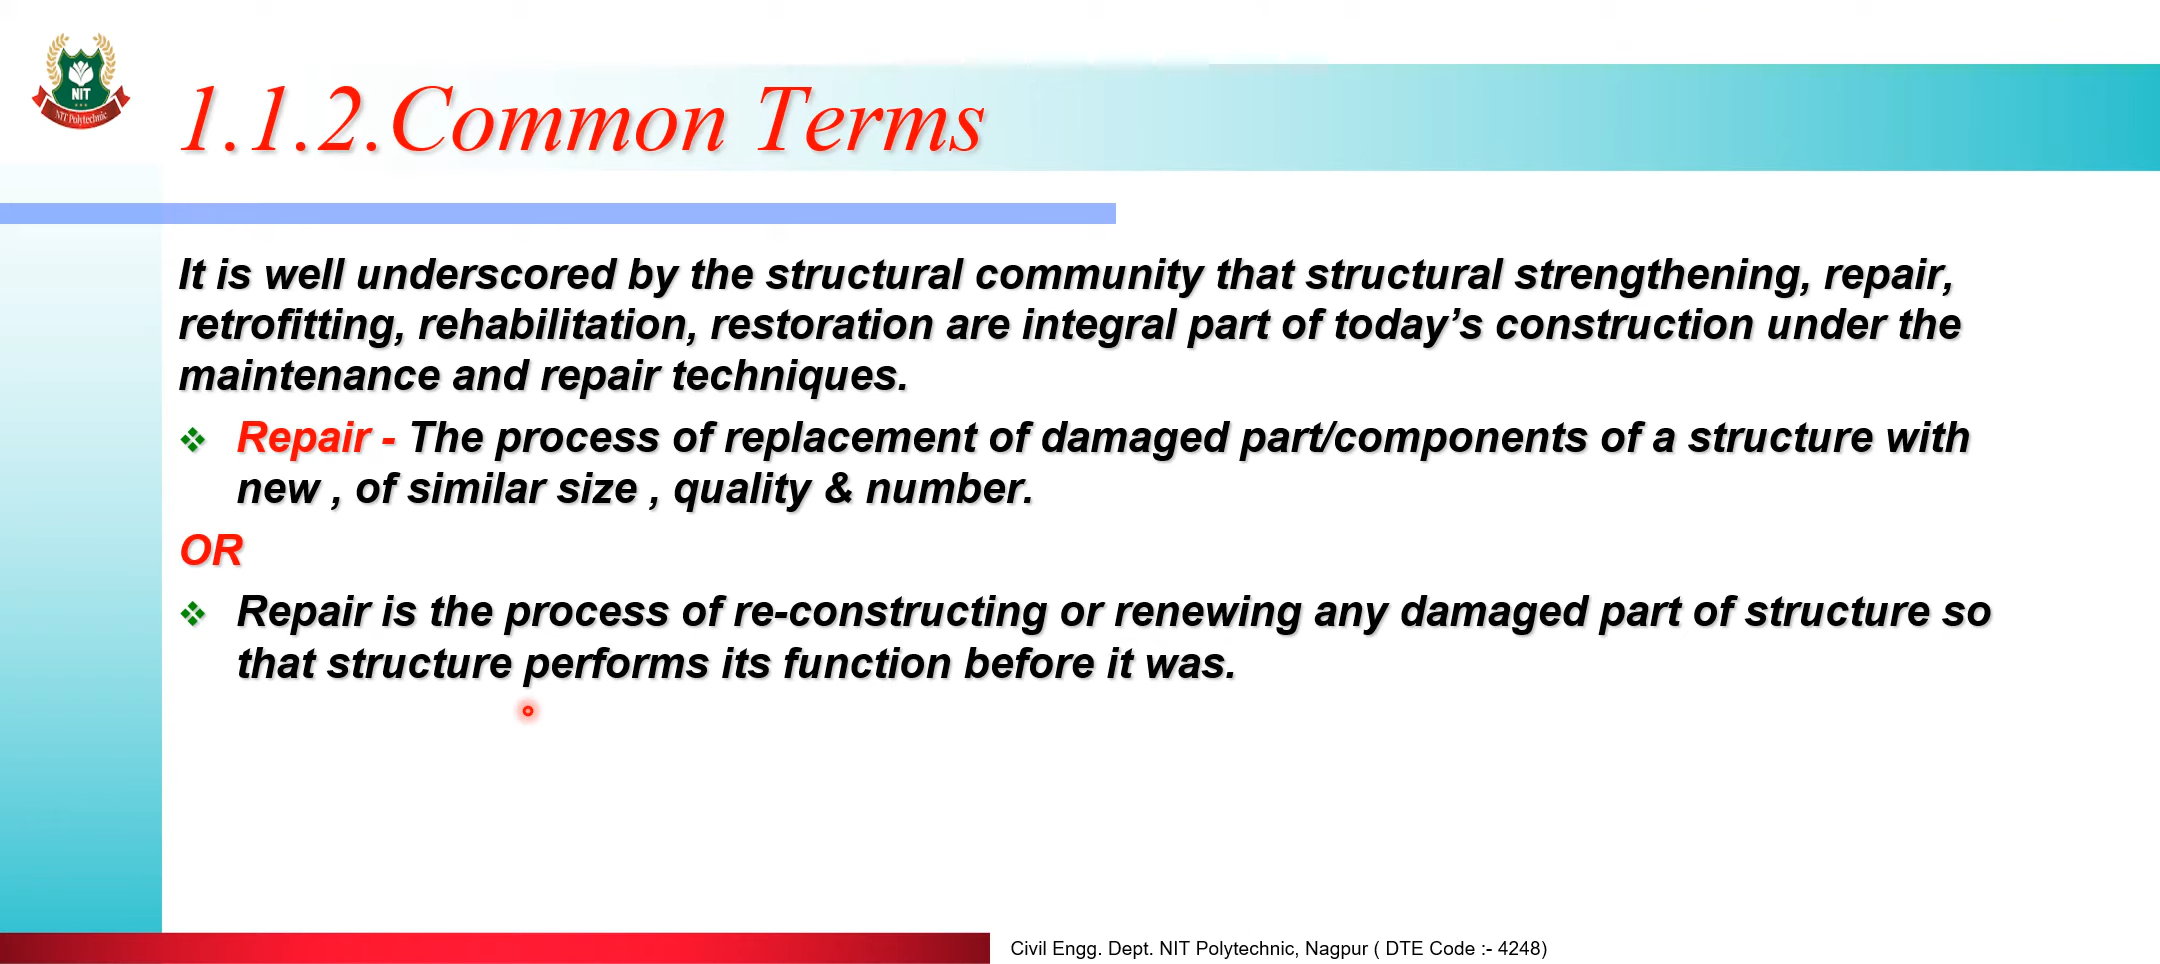 NIT
NIT Polytechnic
1.1.2.Common Terms
It is well underscored by the structural community that structural strengthening, repair,
retrofitting, rehabilitation, restoration are integral part of today’s construction under the
maintenance and repair techniques.
❖ Repair - The process of replacement of damaged part/components of a structure with
new , of similar size , quality & number.
OR
❖ Repair is the process of re-constructing or renewing any damaged part of structure so
that structure performs its function before it was.
Civil Engg. Dept. NIT Polytechnic, Nagpur ( DTE Code :- 4248)